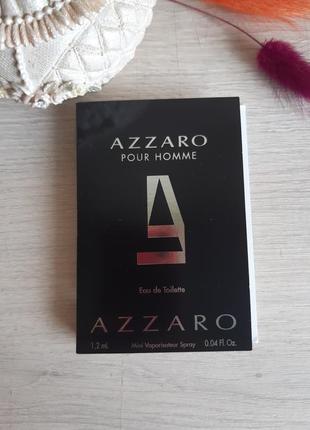 AZZARO
POUR HOMME
Eau de Toilette
AZZARO
1,2 mL Mini Vaporisateur Spray 0.04 Fl. Oz.